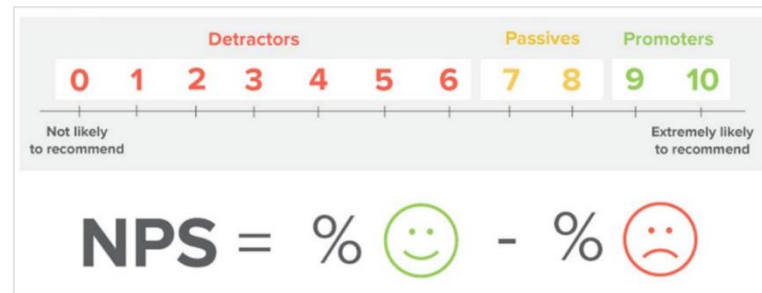 Detractors Passives Promoters
0 1 2 3 4 5 6 7 8 9 10
Not likely
to recommend
Extremely likely
to recommend
NPS = % - %